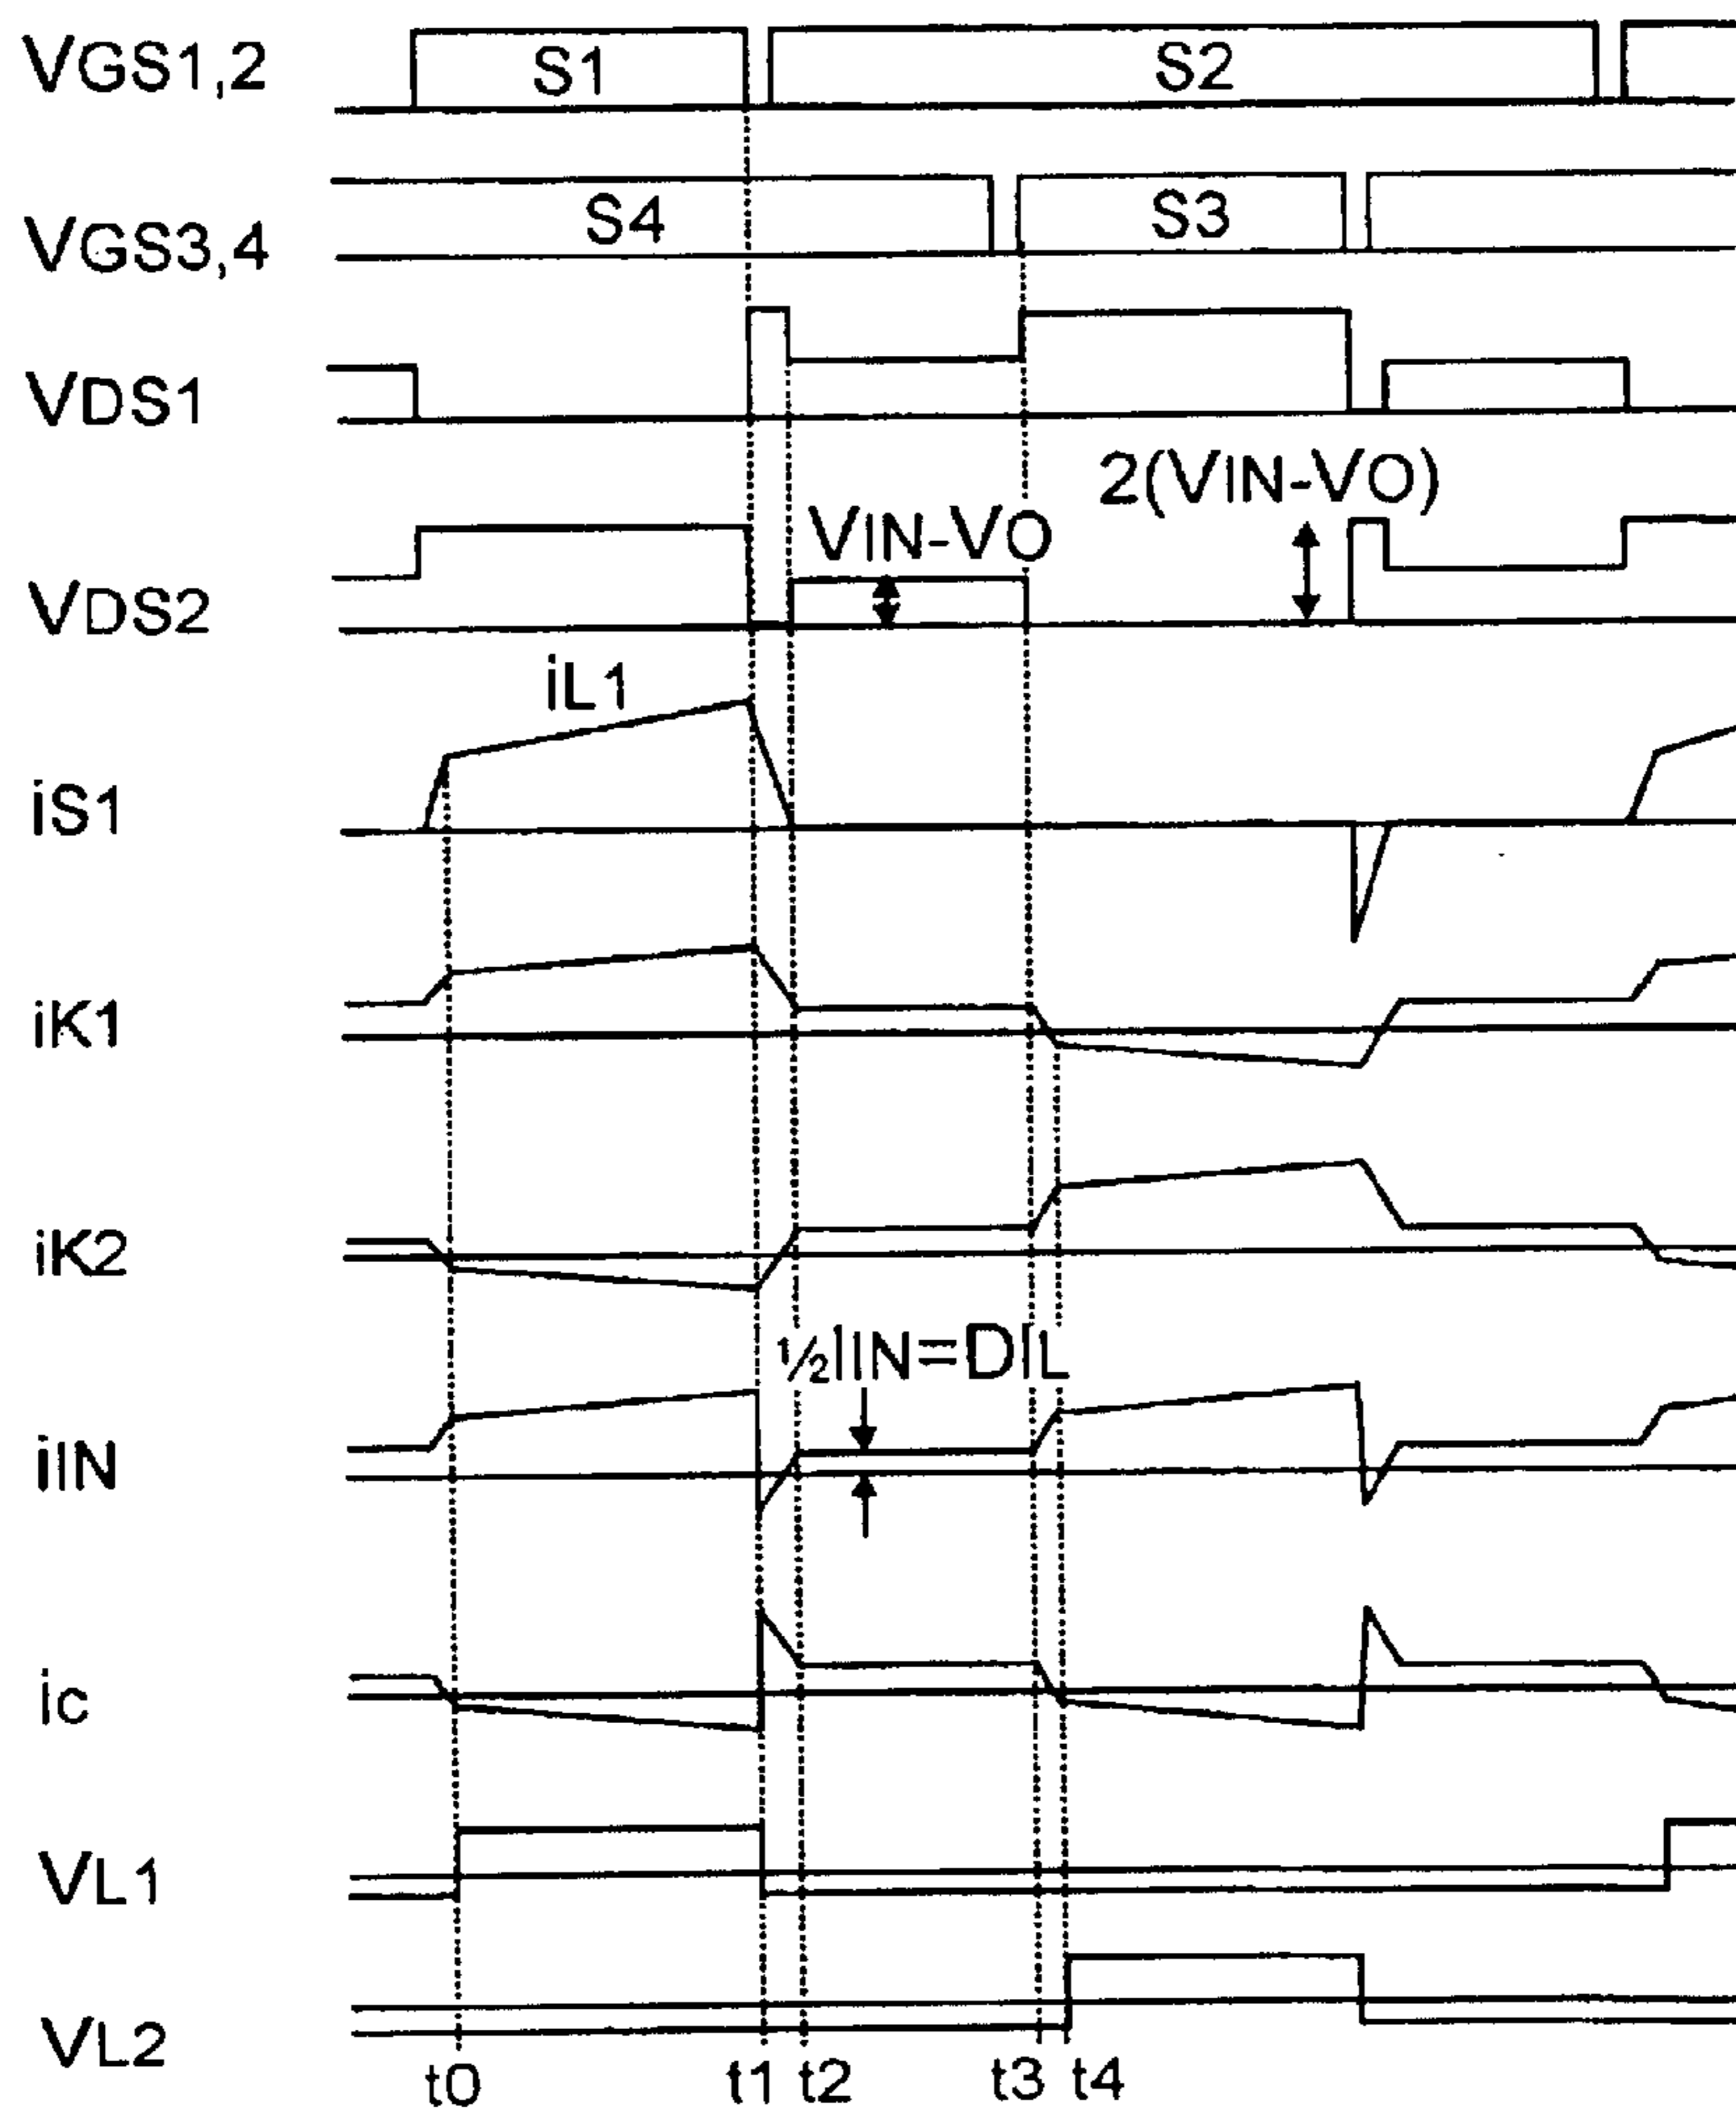 VGS1,2
S1
S2
VGS3,4
S4
S3
VDS1
2(VIN-VO)
VIN-VO
VDS2
iL1
iS1
iK1
iK2
½IIN=DIL
iIN
ic
VL1
VL2
t0 t1 t2 t3 t4